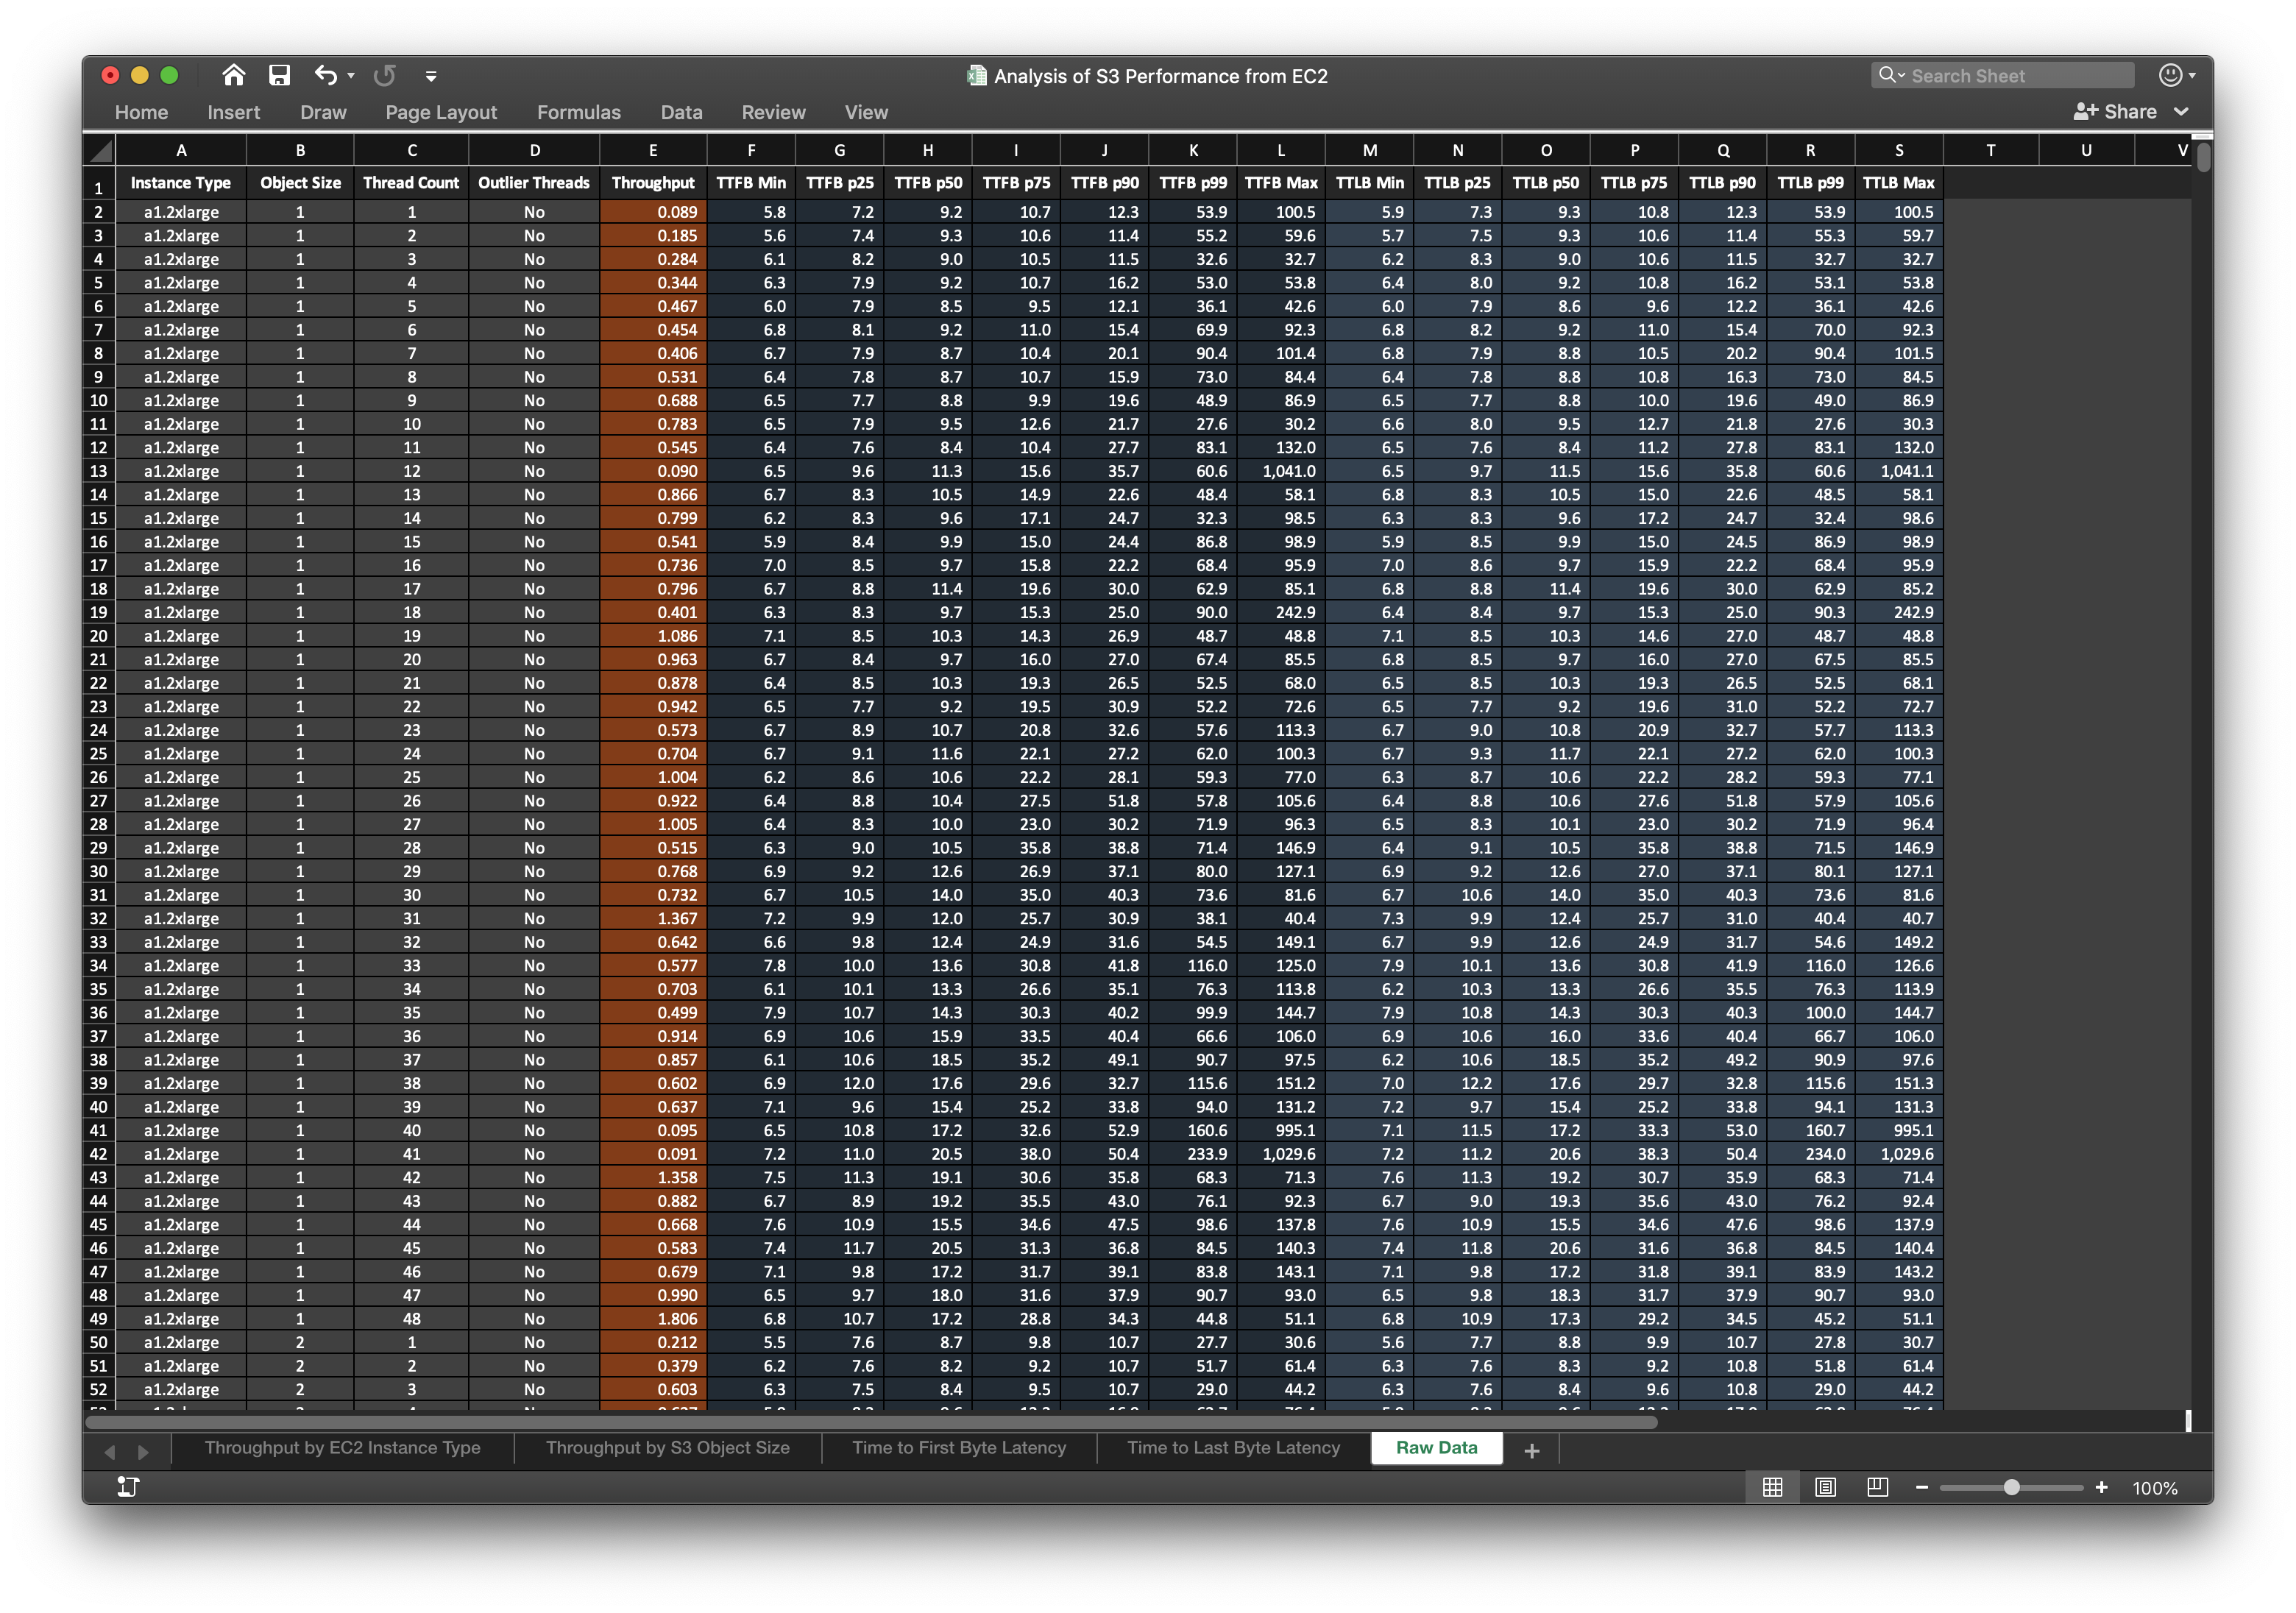 Analysis of S3 Performance from EC2
Search Sheet
Home Insert Draw Page Layout Formulas Data Review View Share
A B C D E F G H I J K L M N O P Q R S T U V
1 Instance Type Object Size Thread Count Outlier Threads Throughput TTFB Min TTFB p25 TTFB p50 TTFB p75 TTFB p90 TTFB p99 TTFB Max TTLB Min TTLB p25 TTLB p50 TTLB p75 TTLB p90 TTLB p99 TTLB Max
2 a1.2xlarge 1 1 No 0.089 5.8 7.2 9.2 10.7 12.3 53.9 100.5 5.9 7.3 9.3 10.8 12.3 53.9 100.5
3 a1.2xlarge 1 2 No 0.185 5.6 7.4 9.3 10.6 11.4 55.2 59.6 5.7 7.5 9.3 10.6 11.4 55.3 59.7
4 a1.2xlarge 1 3 No 0.284 6.1 8.2 9.0 10.5 11.5 32.6 32.7 6.2 8.3 9.0 10.6 11.5 32.7 32.7
5 a1.2xlarge 1 4 No 0.344 6.3 7.9 9.2 10.7 16.2 53.0 53.8 6.4 8.0 9.2 10.8 16.2 53.1 53.8
6 a1.2xlarge 1 5 No 0.467 6.0 7.9 8.5 9.5 12.1 36.1 42.6 6.0 7.9 8.6 9.6 12.2 36.1 42.6
7 a1.2xlarge 1 6 No 0.454 6.8 8.1 9.2 11.0 15.4 69.9 92.3 6.8 8.2 9.2 11.0 15.4 70.0 92.3
8 a1.2xlarge 1 7 No 0.406 6.7 7.9 8.7 10.4 20.1 90.4 101.4 6.8 7.9 8.8 10.5 20.2 90.4 101.5
9 a1.2xlarge 1 8 No 0.531 6.4 7.8 8.7 10.7 15.9 73.0 84.4 6.4 7.8 8.8 10.8 16.3 73.0 84.5
10 a1.2xlarge 1 9 No 0.688 6.5 7.7 8.8 9.9 19.6 48.9 86.9 6.5 7.7 8.8 10.0 19.6 49.0 86.9
11 a1.2xlarge 1 10 No 0.783 6.5 7.9 9.5 12.6 21.7 27.6 30.2 6.6 8.0 9.5 12.7 21.8 27.6 30.3
12 a1.2xlarge 1 11 No 0.545 6.4 7.6 8.4 10.4 27.7 83.1 132.0 6.5 7.6 8.4 11.2 27.8 83.1 132.0
13 a1.2xlarge 1 12 No 0.090 6.5 9.6 11.3 15.6 35.7 60.6 1,041.0 6.5 9.7 11.5 15.6 35.8 60.6 1,041.1
14 a1.2xlarge 1 13 No 0.866 6.7 8.3 10.5 14.9 22.6 48.4 58.1 6.8 8.3 10.5 15.0 22.6 48.5 58.1
15 a1.2xlarge 1 14 No 0.799 6.2 8.3 9.6 17.1 24.7 32.3 98.5 6.3 8.3 9.6 17.2 24.7 32.4 98.6
16 a1.2xlarge 1 15 No 0.541 5.9 8.4 9.9 15.0 24.4 86.8 98.9 5.9 8.5 9.9 15.0 24.5 86.9 98.9
17 a1.2xlarge 1 16 No 0.736 7.0 8.5 9.7 15.8 22.2 68.4 95.9 7.0 8.6 9.7 15.9 22.2 68.4 95.9
18 a1.2xlarge 1 17 No 0.796 6.7 8.8 11.4 19.6 30.0 62.9 85.1 6.8 8.8 11.4 19.6 30.0 62.9 85.2
19 a1.2xlarge 1 18 No 0.401 6.3 8.3 9.7 15.3 25.0 90.0 242.9 6.4 8.4 9.7 15.3 25.0 90.3 242.9
20 a1.2xlarge 1 19 No 1.086 7.1 8.5 10.3 14.3 26.9 48.7 48.8 7.1 8.5 10.3 14.6 27.0 48.7 48.8
21 a1.2xlarge 1 20 No 0.963 6.7 8.4 9.7 16.0 27.0 67.4 85.5 6.8 8.5 9.7 16.0 27.0 67.5 85.5
22 a1.2xlarge 1 21 No 0.878 6.4 8.5 10.3 19.3 26.5 52.5 68.0 6.5 8.5 10.3 19.3 26.5 52.5 68.1
23 a1.2xlarge 1 22 No 0.942 6.5 7.7 9.2 19.5 30.9 52.2 72.6 6.5 7.7 9.2 19.6 31.0 52.2 72.7
24 a1.2xlarge 1 23 No 0.573 6.7 8.9 10.7 20.8 32.6 57.6 113.3 6.7 9.0 10.8 20.9 32.7 57.7 113.3
25 a1.2xlarge 1 24 No 0.704 6.7 9.1 11.6 22.1 27.2 62.0 100.3 6.7 9.3 11.7 22.1 27.2 62.0 100.3
26 a1.2xlarge 1 25 No 1.004 6.2 8.6 10.6 22.2 28.1 59.3 77.0 6.3 8.7 10.6 22.2 28.2 59.3 77.1
27 a1.2xlarge 1 26 No 0.922 6.4 8.8 10.4 27.5 51.8 57.8 105.6 6.4 8.8 10.6 27.6 51.8 57.9 105.6
28 a1.2xlarge 1 27 No 1.005 6.4 8.3 10.0 23.0 30.2 71.9 96.3 6.5 8.3 10.1 23.0 30.2 71.9 96.4
29 a1.2xlarge 1 28 No 0.515 6.3 9.0 10.5 35.8 38.8 71.4 146.9 6.4 9.1 10.5 35.8 38.8 71.5 146.9
30 a1.2xlarge 1 29 No 0.768 6.9 9.2 12.6 26.9 37.1 80.0 127.1 6.9 9.2 12.6 27.0 37.1 80.1 127.1
31 a1.2xlarge 1 30 No 0.732 6.7 10.5 14.0 35.0 40.3 73.6 81.6 6.7 10.6 14.0 35.0 40.3 73.6 81.6
32 a1.2xlarge 1 31 No 1.367 7.2 9.9 12.0 25.7 30.9 38.1 40.4 7.3 9.9 12.4 25.7 31.0 40.4 40.7
33 a1.2xlarge 1 32 No 0.642 6.6 9.8 12.4 24.9 31.6 54.5 149.1 6.7 9.9 12.6 24.9 31.7 54.6 149.2
34 a1.2xlarge 1 33 No 0.577 7.8 10.0 13.6 30.8 41.8 116.0 125.0 7.9 10.1 13.6 30.8 41.9 116.0 126.6
35 a1.2xlarge 1 34 No 0.703 6.1 10.1 13.3 26.6 35.1 76.3 113.8 6.2 10.3 13.3 26.6 35.5 76.3 113.9
36 a1.2xlarge 1 35 No 0.499 7.9 10.7 14.3 30.3 40.2 99.9 144.7 7.9 10.8 14.3 30.3 40.3 100.0 144.7
37 a1.2xlarge 1 36 No 0.914 6.9 10.6 15.9 33.5 40.4 66.6 106.0 6.9 10.6 16.0 33.6 40.4 66.7 106.0
38 a1.2xlarge 1 37 No 0.857 6.1 10.6 18.5 35.2 49.1 90.7 97.5 6.2 10.6 18.5 35.2 49.2 90.9 97.6
39 a1.2xlarge 1 38 No 0.602 6.9 12.0 17.6 29.6 32.7 115.6 151.2 7.0 12.2 17.6 29.7 32.8 115.6 151.3
40 a1.2xlarge 1 39 No 0.637 7.1 9.6 15.4 25.2 33.8 94.0 131.2 7.2 9.7 15.4 25.2 33.8 94.1 131.3
41 a1.2xlarge 1 40 No 0.095 6.5 10.8 17.2 32.6 52.9 160.6 995.1 7.1 11.5 17.2 33.3 53.0 160.7 995.1
42 a1.2xlarge 1 41 No 0.091 7.2 11.0 20.5 38.0 50.4 233.9 1,029.6 7.2 11.2 20.6 38.3 50.4 234.0 1,029.6
43 a1.2xlarge 1 42 No 1.358 7.5 11.3 19.1 30.6 35.8 68.3 71.3 7.6 11.3 19.2 30.7 35.9 68.3 71.4
44 a1.2xlarge 1 43 No 0.882 6.7 8.9 19.2 35.5 43.0 76.1 92.3 6.7 9.0 19.3 35.6 43.0 76.2 92.4
45 a1.2xlarge 1 44 No 0.668 7.6 10.9 15.5 34.6 47.5 98.6 137.8 7.6 10.9 15.5 34.6 47.6 98.6 137.9
46 a1.2xlarge 1 45 No 0.583 7.4 11.7 20.5 31.3 36.8 84.5 140.3 7.4 11.8 20.6 31.6 36.8 84.5 140.4
47 a1.2xlarge 1 46 No 0.679 7.1 9.8 17.2 31.7 39.1 83.8 143.1 7.1 9.8 17.2 31.8 39.1 83.9 143.2
48 a1.2xlarge 1 47 No 0.990 6.5 9.7 18.0 31.6 37.9 90.7 93.0 6.5 9.8 18.3 31.7 37.9 90.7 93.0
49 a1.2xlarge 1 48 No 1.806 6.8 10.7 17.2 28.8 34.3 44.8 51.1 6.8 10.9 17.3 29.2 34.5 45.2 51.1
50 a1.2xlarge 2 1 No 0.212 5.5 7.6 8.7 9.8 10.7 27.7 30.6 5.6 7.7 8.8 9.9 10.7 27.8 30.7
51 a1.2xlarge 2 2 No 0.379 6.2 7.6 8.2 9.2 10.7 51.7 61.4 6.3 7.6 8.3 9.2 10.8 51.8 61.4
52 a1.2xlarge 2 3 No 0.603 6.3 7.5 8.4 9.5 10.7 29.0 44.2 6.3 7.6 8.4 9.6 10.8 29.0 44.2
Throughput by EC2 Instance Type Throughput by S3 Object Size Time to First Byte Latency Time to Last Byte Latency Raw Data
100%